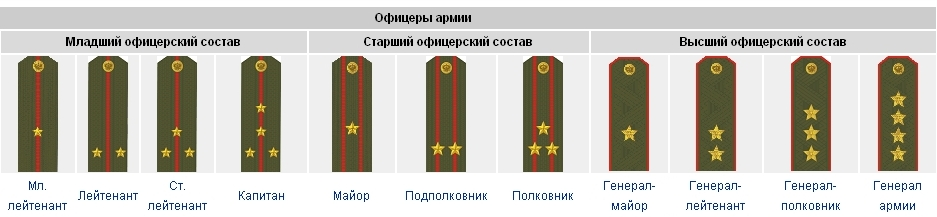 Офицеры армии
Младший офицерский состав
Старший офицерский состав
Высший офицерский состав
Мл.
лейтенант
Лейтенант
Ст.
лейтенант
Капитан
Майор
Подполковник
Полковник
Генерал-
майор
Генерал-
лейтенант
Генерал-
полковник
Генерал
армии